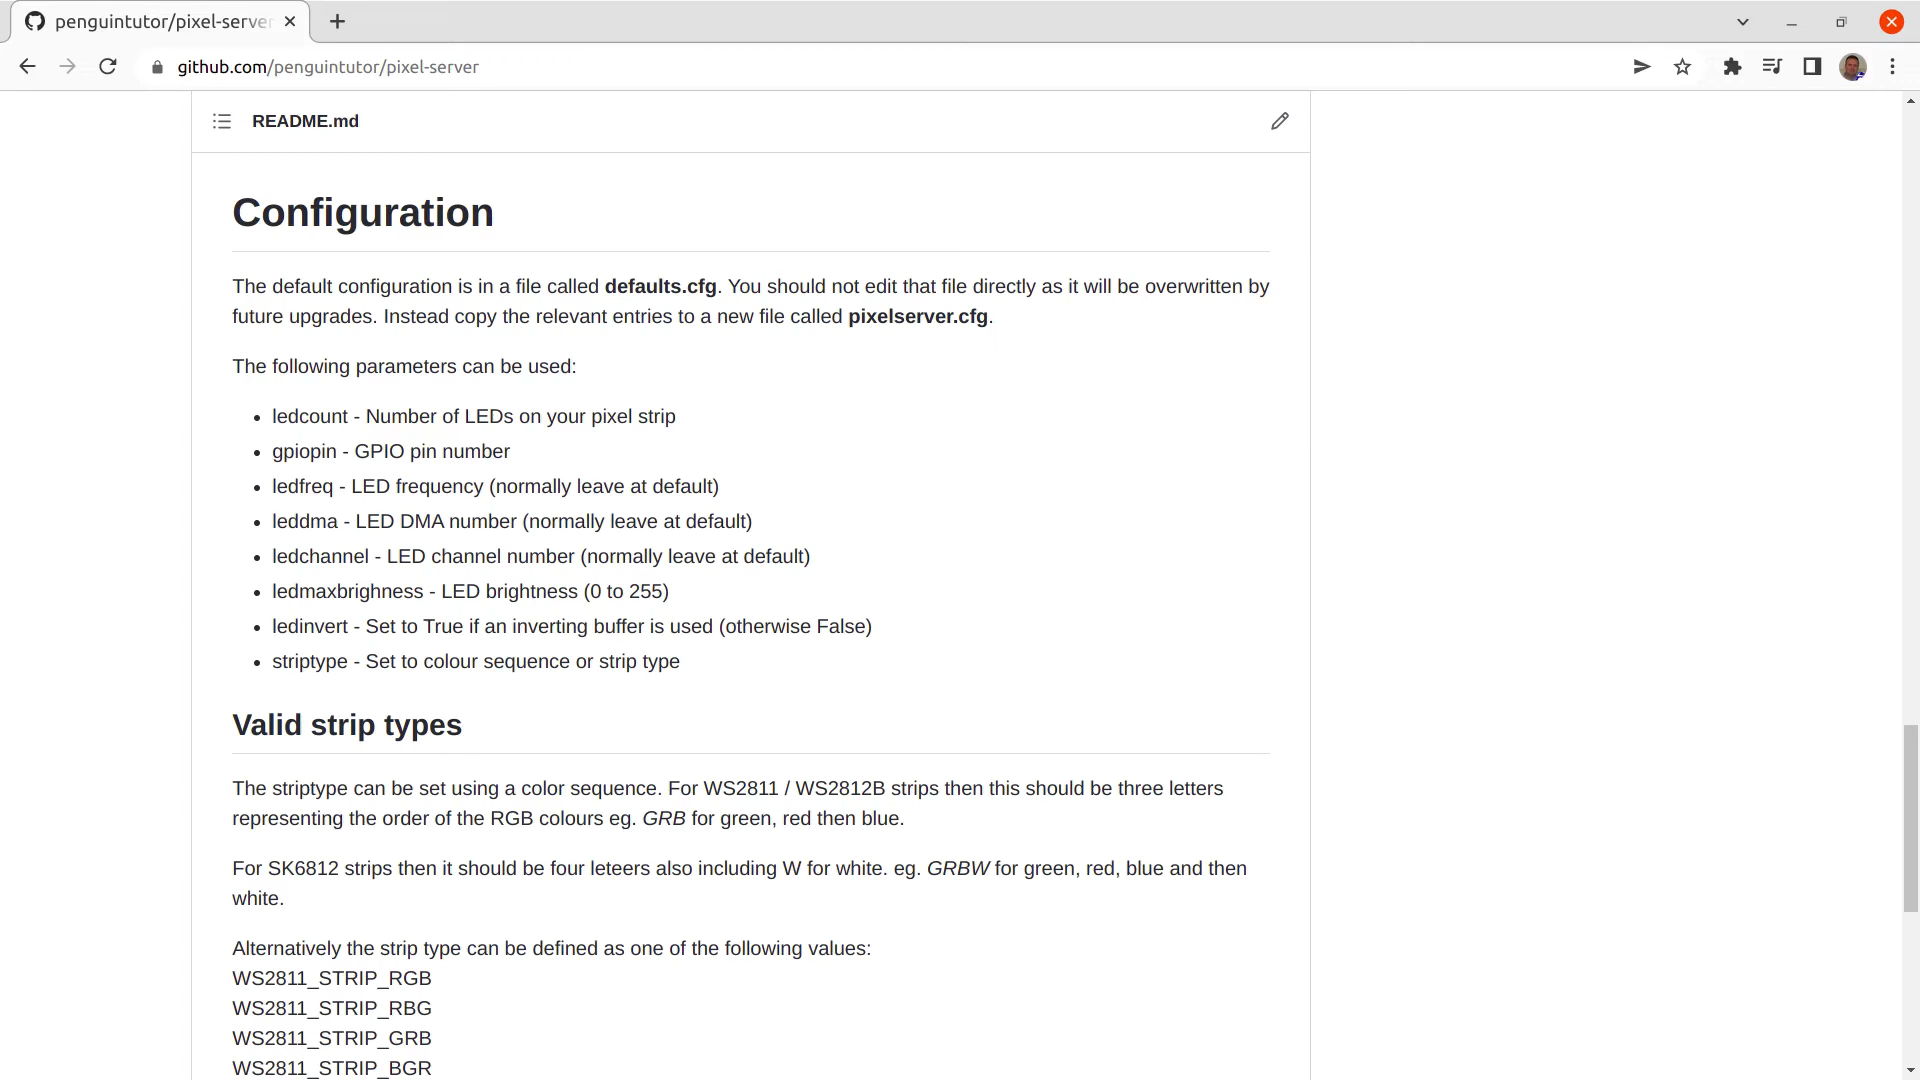 penguintutor/pixel-serve
github.com/penguintutor/pixel-server
README.md
Configuration
The default configuration is in a file called defaults.cfg. You should not edit that file directly as it will be overwritten by
future upgrades. Instead copy the relevant entries to a new file called pixelserver.cfg.
The following parameters can be used:
• ledcount - Number of LEDs on your pixel strip
• gpiopin - GPIO pin number
• ledfreq - LED frequency (normally leave at default)
• leddma - LED DMA number (normally leave at default)
• ledchannel - LED channel number (normally leave at default)
• ledmaxbrighness - LED brightness (0 to 255)
• ledinvert - Set to True if an inverting buffer is used (otherwise False)
• striptype - Set to colour sequence or strip type
Valid strip types
The striptype can be set using a color sequence. For WS2811 / WS2812B strips then this should be three letters
representing the order of the RGB colours eg. GRB for green, red then blue.
For SK6812 strips then it should be four leteers also including W for white. eg. GRBW for green, red, blue and then
white.
Alternatively the strip type can be defined as one of the following values:
WS2811_STRIP_RGB
WS2811_STRIP_RBG
WS2811_STRIP_GRB
WS2811_STRIP_BGR